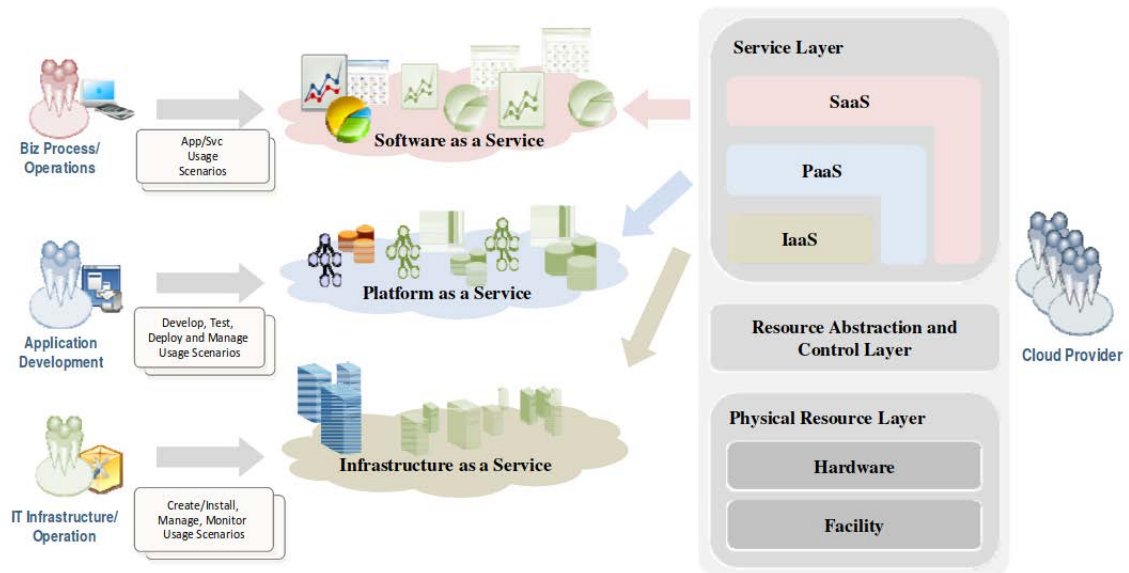 Biz Process/
Operations
App/Svc
Usage
Scenarios
Software as a Service
Application
Development
Develop, Test,
Deploy and Manage
Usage Scenarios
Platform as a Service
IT Infrastructure/
Operation
Create/Install,
Manage, Monitor
Usage Scenarios
Infrastructure as a Service
Service Layer
SaaS
PaaS
IaaS
Resource Abstraction and
Control Layer
Physical Resource Layer
Hardware
Facility
Cloud Provider